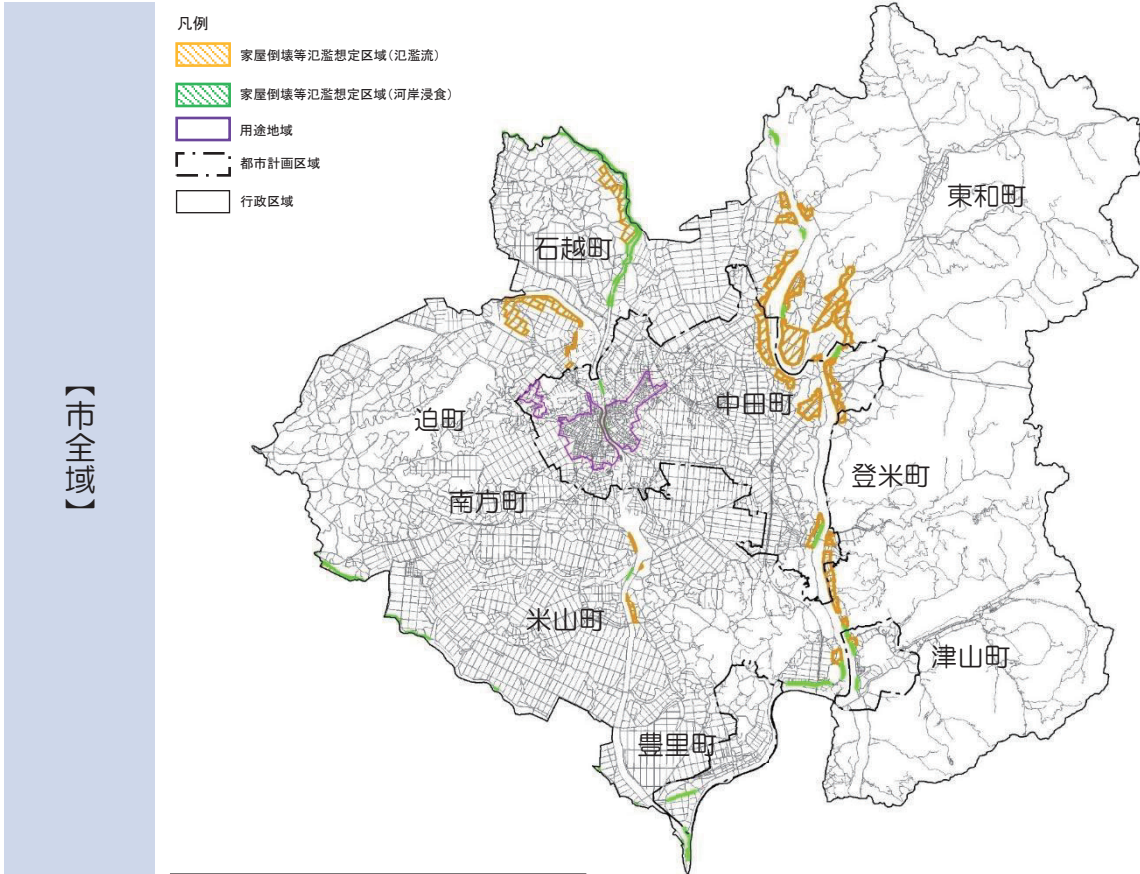 【市全域】
凡例
家屋倒壊等氾濫想定区域(氾濫流)
家屋倒壊等氾濫想定区域(河岸浸食)
用途地域
都市計画区域
行政区域
東和町
石越町
中田町
迫町
登米町
南方町
米山町
津山町
豊里町